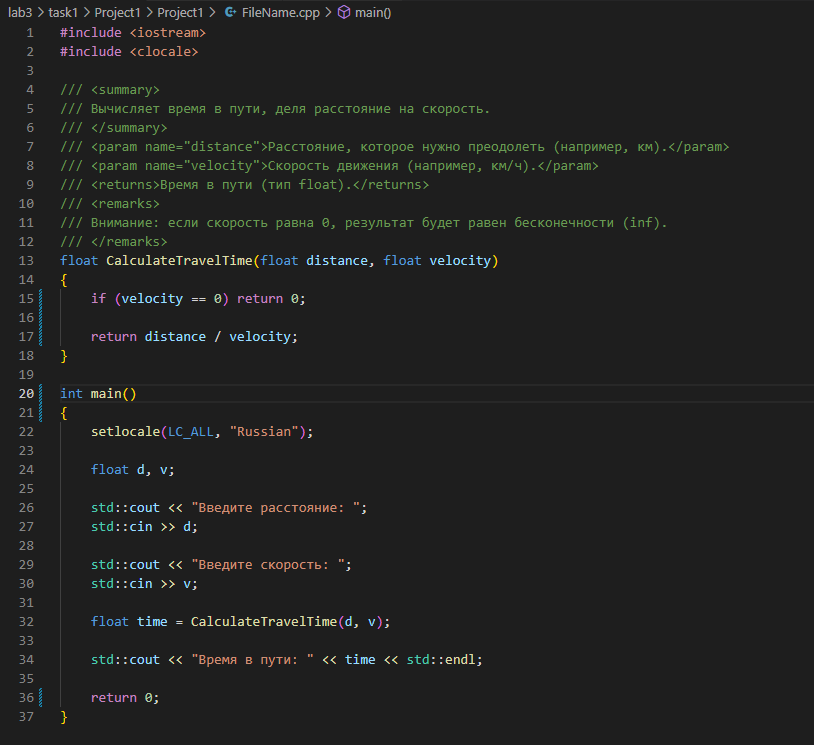 lab3 > task1 > Project1 > Project1 > FileName.cpp > main()
1 #include <iostream>
2 #include <clocale>
3
4 /// <summary>
5 /// Вычисляет время в пути, деля расстояние на скорость.
6 /// </summary>
7 /// <param name="distance">Расстояние, которое нужно преодолеть (например, км).</param>
8 /// <param name="velocity">Скорость движения (например, км/ч).</param>
9 /// <returns>Время в пути (тип float).</returns>
10 /// <remarks>
11 /// Внимание: если скорость равна 0, результат будет равен бесконечности (inf).
12 /// </remarks>
13 float CalculateTravelTime(float distance, float velocity)
14 {
15     if (velocity == 0) return 0;
16
17     return distance / velocity;
18 }
19
20 int main()
21 {
22     setlocale(LC_ALL, "Russian");
23
24     float d, v;
25
26     std::cout << "Введите расстояние: ";
27     std::cin >> d;
28
29     std::cout << "Введите скорость: ";
30     std::cin >> v;
31
32     float time = CalculateTravelTime(d, v);
33
34     std::cout << "Время в пути: " << time << std::endl;
35
36     return 0;
37 }